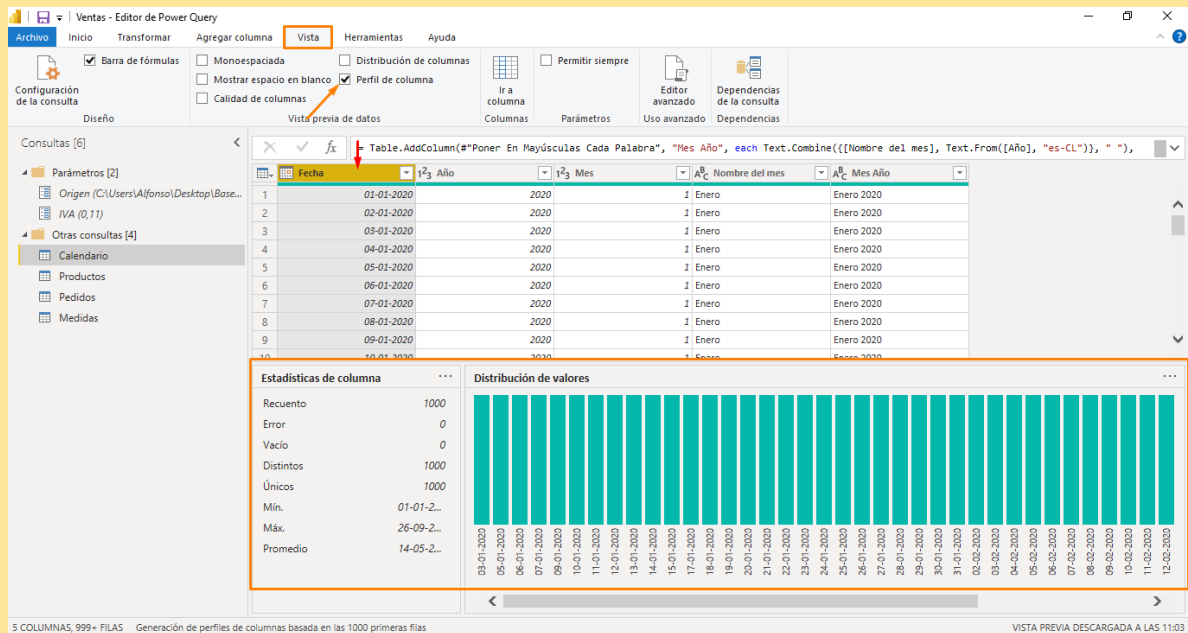 Ventas - Editor de Power Query
Archivo Inicio Transformar Agregar columna Vista Herramientas Ayuda
Configuración de la consulta
Barra de fórmulas
Diseño
Monoespaciada
Mostrar espacio en blanco
Calidad de columnas
Distribución de columnas
Perfil de columna
Vista previa de datos
Ir a columna
Columnas
Permitir siempre
Parámetros
Editor avanzado
Uso avanzado
Dependencias de la consulta
Dependencias
Consultas [6]
fx = Table.AddColumn(#"Poner En Mayúsculas Cada Palabra", "Mes Año", each Text.Combine({[Nombre del mes], Text.From([Año], "es-CL")}, " "),
Parámetros [2]
Origen (C:\Users\Alfonso\Desktop\Base...
IVA (0,11)
Otras consultas [4]
Calendario
Productos
Pedidos
Medidas
Fecha 123 Año 123 Mes ABC Nombre del mes ABC Mes Año
1 01-01-2020 2020 1 Enero Enero 2020
2 02-01-2020 2020 1 Enero Enero 2020
3 03-01-2020 2020 1 Enero Enero 2020
4 04-01-2020 2020 1 Enero Enero 2020
5 05-01-2020 2020 1 Enero Enero 2020
6 06-01-2020 2020 1 Enero Enero 2020
7 07-01-2020 2020 1 Enero Enero 2020
8 08-01-2020 2020 1 Enero Enero 2020
9 09-01-2020 2020 1 Enero Enero 2020
10 10-01-2020 2020 1 Enero Enero 2020
Estadísticas de columna ...
Recuento 1000
Error 0
Vacío 0
Distintos 1000
Únicos 1000
Mín. 01-01-2...
Máx. 26-09-2...
Promedio 14-05-2...
Distribución de valores ...
03-01-2020
05-01-2020
06-01-2020
07-01-2020
09-01-2020
10-01-2020
11-01-2020
12-01-2020
13-01-2020
14-01-2020
15-01-2020
17-01-2020
18-01-2020
19-01-2020
20-01-2020
21-01-2020
22-01-2020
23-01-2020
24-01-2020
25-01-2020
26-01-2020
27-01-2020
28-01-2020
29-01-2020
30-01-2020
31-01-2020
02-02-2020
03-02-2020
04-02-2020
05-02-2020
06-02-2020
07-02-2020
08-02-2020
09-02-2020
10-02-2020
11-02-2020
12-02-2020
5 COLUMNAS, 999+ FILAS Generación de perfiles de columnas basada en las 1000 primeras filas
VISTA PREVIA DESCARGADA A LAS 11:03